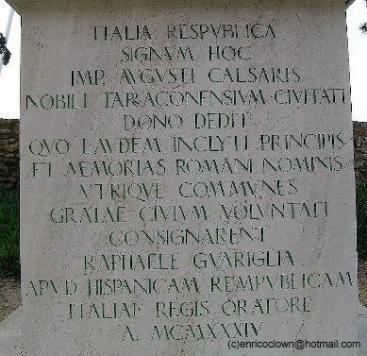 ITALIA RESPVBLICA
SIGNVM HOC
IMP. AVGVSTI CAESARIS
NOBILI TARRACONENSIVM CIVITATI
DONO DEDIT
QVO LAVDEM INCLYTI PRINCIPIS
ET MEMORIAS ROMANI NOMINIS
VTRIQVE COMMVNES
GRATAE CIVIVM VOLVNTATI
CONSIGNARENT
RAPHAELE GVARIGLIA
APVD HISPANICAM REMPVBLICAM
ITALIAE REGIS ORATORE
A. MCMXXXIV
(c)enricoclown@hotmail.com